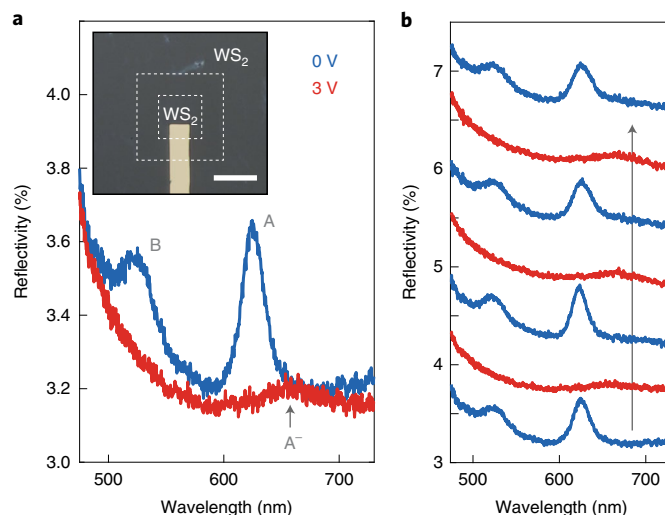 a
WS2
WS2
0 V
3 V
B
A
A−
4.0
3.8
3.6
3.4
3.2
3.0
500
600
700
Reflectivity (%)
Wavelength (nm)
b
7
6
5
4
3
500
600
700
Reflectivity (%)
Wavelength (nm)